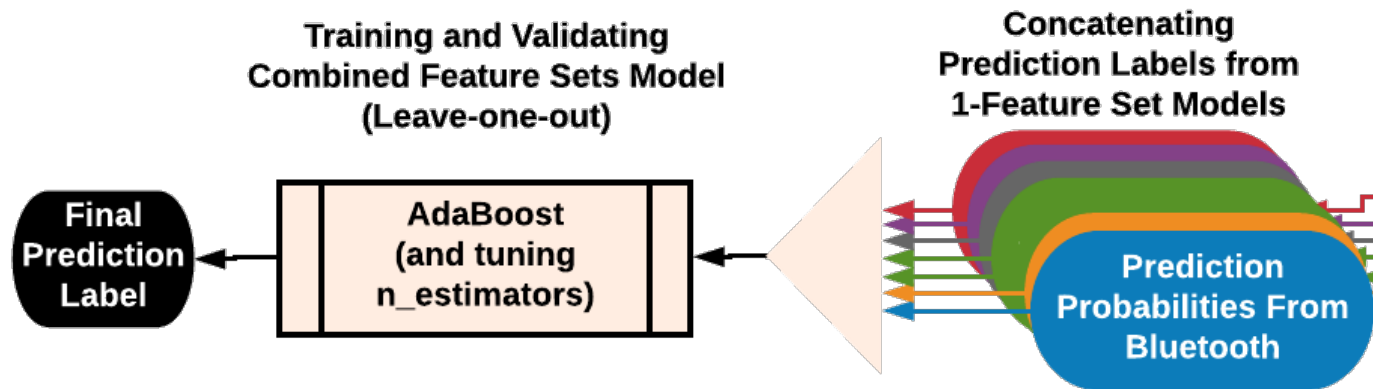 Training and Validating
Combined Feature Sets Model
(Leave-one-out)
Concatenating
Prediction Labels from
1-Feature Set Models
Final
Prediction
Label
AdaBoost
(and tuning
n_estimators)
Prediction
Probabilities From
Bluetooth